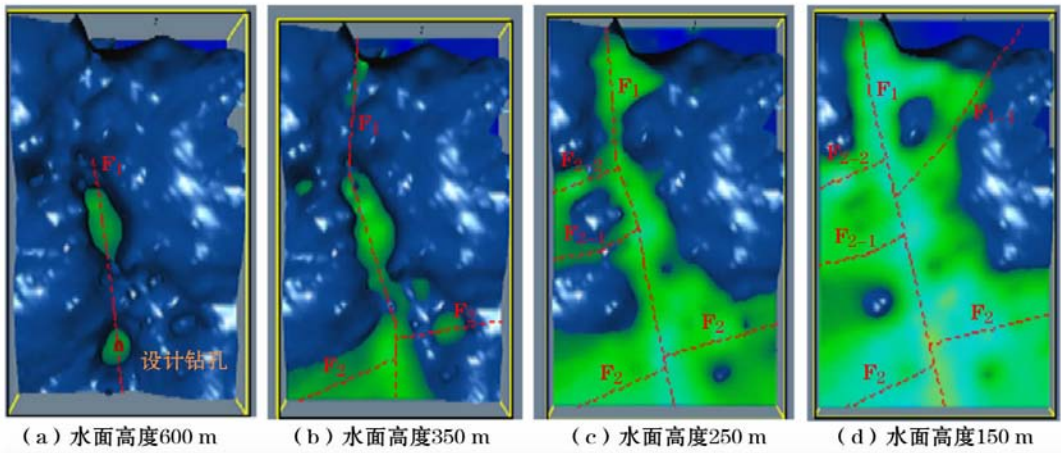 F₁
设计钻孔
F₁
F₂
F₂
F₁
F₂₋₂
F₂₋₁
F₂
F₂
F₁
F₁₋₁
F₂₋₂
F₂₋₁
F₂
F₂
（a）水面高度600 m
（b）水面高度350 m
（c）水面高度250 m
（d）水面高度150 m